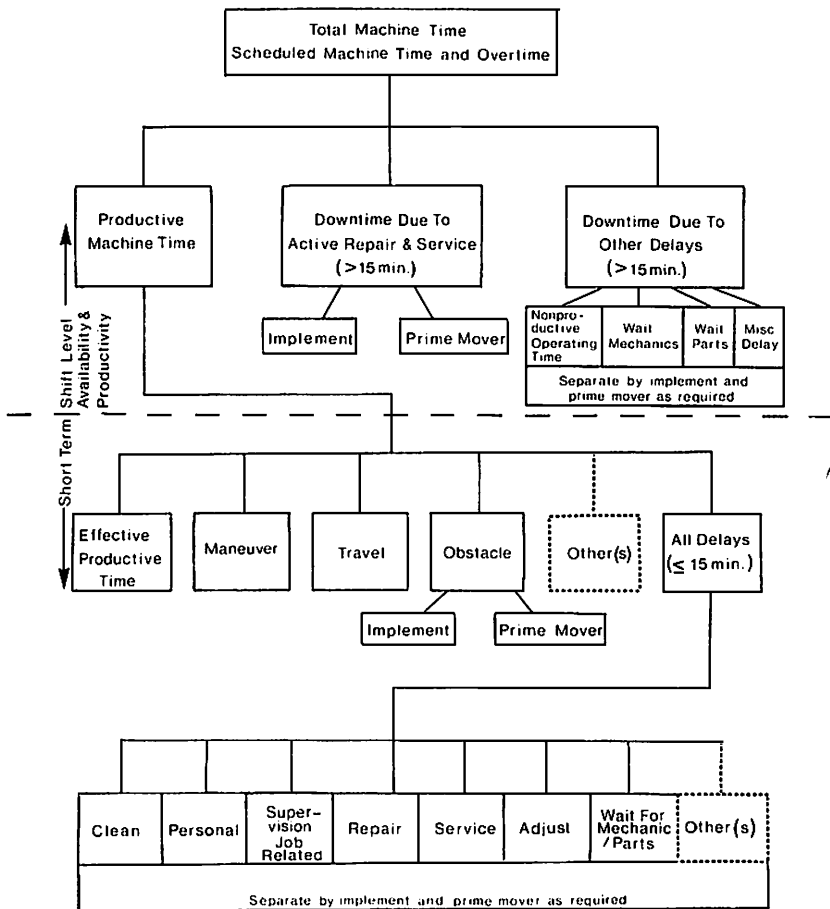 Total Machine Time
Scheduled Machine Time and Overtime
Productive
Machine Time
Downtime Due To
Active Repair & Service
(>15 min.)
Downtime Due To
Other Delays
(>15 min.)
Implement
Prime Mover
Nonpro-
ductive
Operating
Time
Wait
Mechanics
Wait
Parts
Misc
Delay
Separate by implement and
prime mover as required
Shift Level
Availability &
Productivity
Short Term
Effective
Productive
Time
Maneuver
Travel
Obstacle
Other(s)
All Delays
(≤ 15 min.)
Implement
Prime Mover
Clean
Personal
Super-
vision
Job
Related
Repair
Service
Adjust
Wait For
Mechanic
/Parts
Other(s)
Separate by implement and prime mover as required